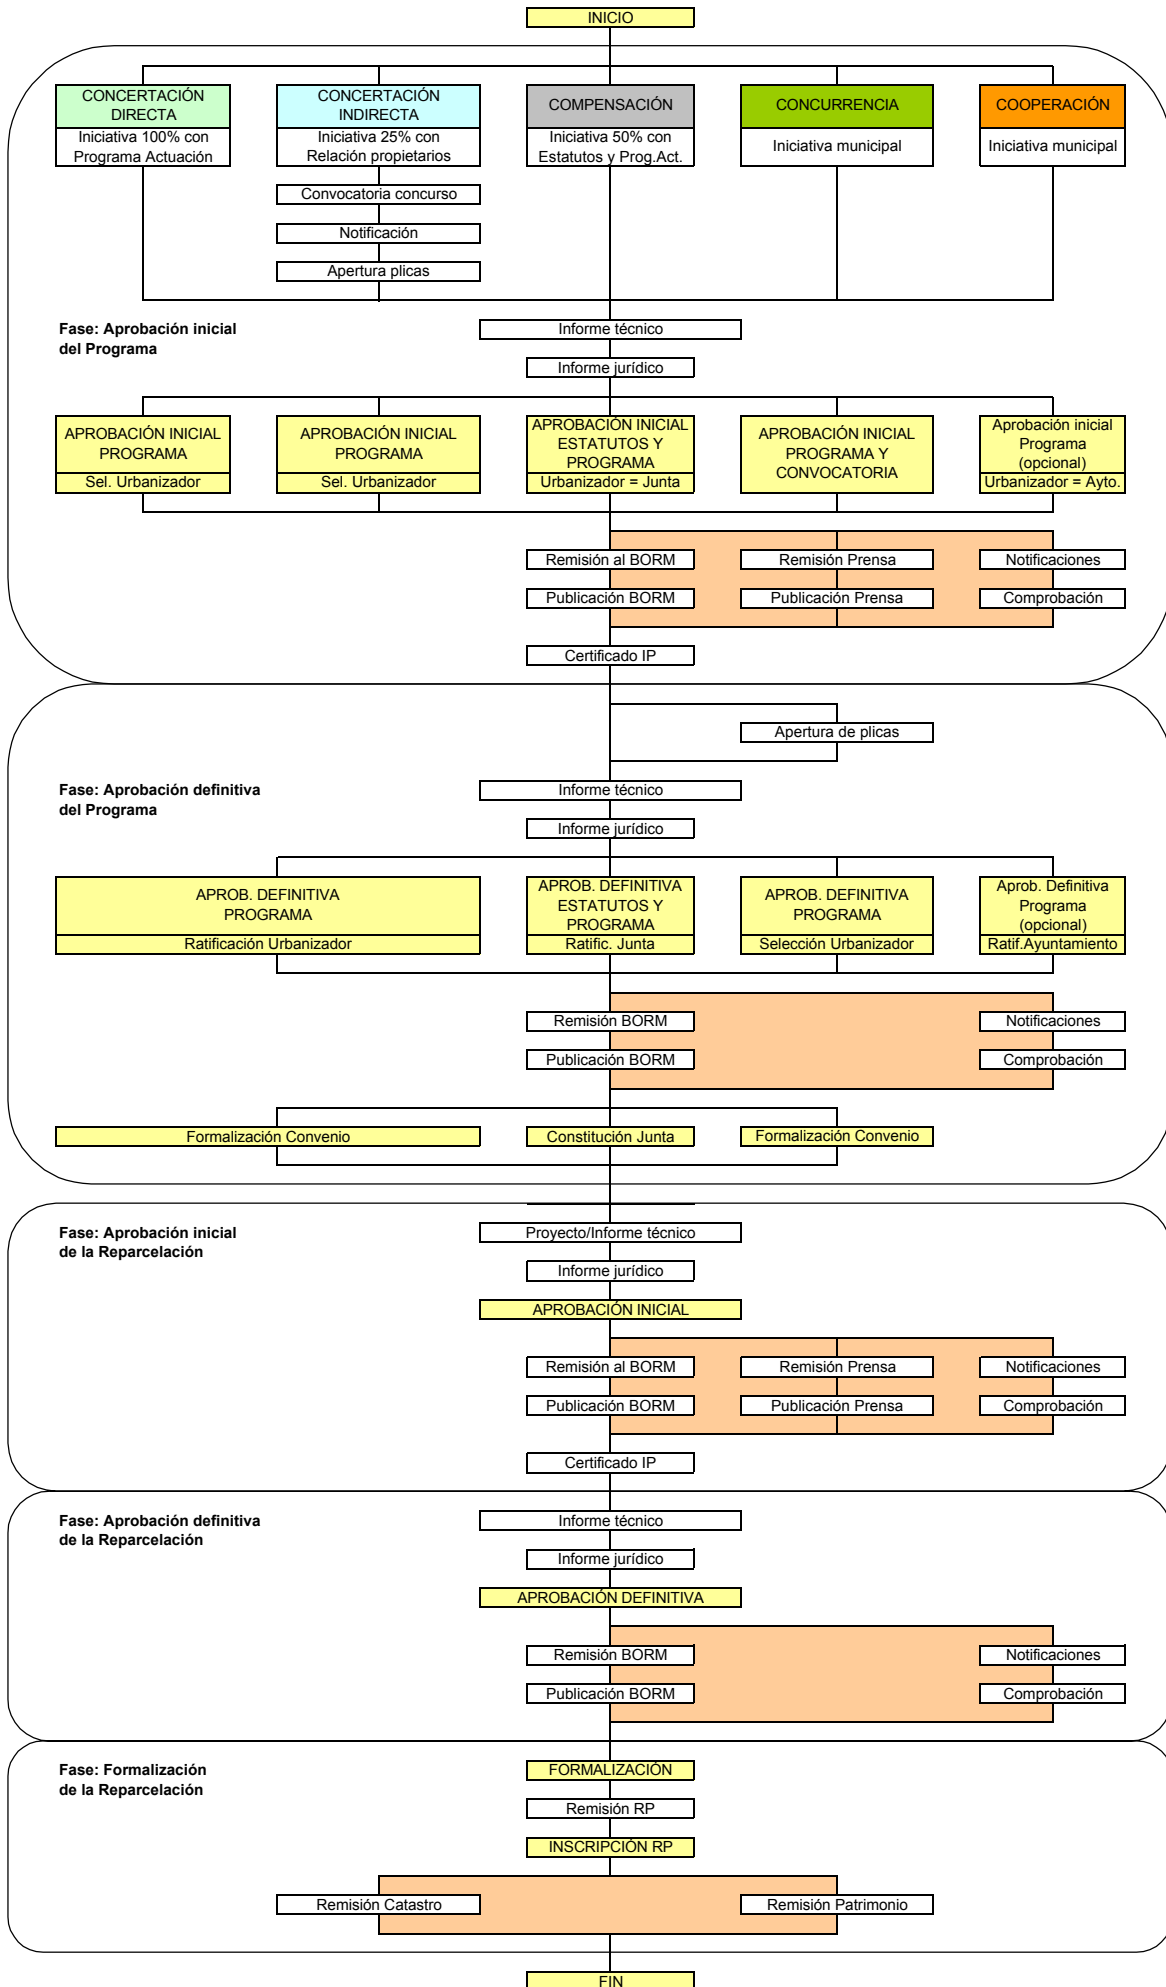 INICIO
CONCERTACIÓN
DIRECTA
Iniciativa 100% con
Programa Actuación
CONCERTACIÓN
INDIRECTA
Iniciativa 25% con
Relación propietarios
COMPENSACIÓN
Iniciativa 50% con
Estatutos y Prog.Act.
CONCURRENCIA
Iniciativa municipal
COOPERACIÓN
Iniciativa municipal
Convocatoria concurso
Notificación
Apertura plicas
Fase: Aprobación inicial
del Programa
Informe técnico
Informe jurídico
APROBACIÓN INICIAL
PROGRAMA
Sel. Urbanizador
APROBACIÓN INICIAL
PROGRAMA
Sel. Urbanizador
APROBACIÓN INICIAL
ESTATUTOS Y
PROGRAMA
Urbanizador = Junta
APROBACIÓN INICIAL
PROGRAMA Y
CONVOCATORIA
Aprobación inicial
Programa
(opcional)
Urbanizador = Ayto.
Remisión al BORM
Remisión Prensa
Notificaciones
Publicación BORM
Publicación Prensa
Comprobación
Certificado IP
Apertura de plicas
Fase: Aprobación definitiva
del Programa
Informe técnico
Informe jurídico
APROB. DEFINITIVA
PROGRAMA
Ratificación Urbanizador
APROB. DEFINITIVA
ESTATUTOS Y
PROGRAMA
Ratific. Junta
APROB. DEFINITIVA
PROGRAMA
Selección Urbanizador
Aprob. Definitiva
Programa
(opcional)
Ratif.Ayuntamiento
Remisión BORM
Notificaciones
Publicación BORM
Comprobación
Formalización Convenio
Constitución Junta
Formalización Convenio
Fase: Aprobación inicial
de la Reparcelación
Proyecto/Informe técnico
Informe jurídico
APROBACIÓN INICIAL
Remisión al BORM
Remisión Prensa
Notificaciones
Publicación BORM
Publicación Prensa
Comprobación
Certificado IP
Fase: Aprobación definitiva
de la Reparcelación
Informe técnico
Informe jurídico
APROBACIÓN DEFINITIVA
Remisión BORM
Notificaciones
Publicación BORM
Comprobación
Fase: Formalización
de la Reparcelación
FORMALIZACIÓN
Remisión RP
INSCRIPCIÓN RP
Remisión Catastro
Remisión Patrimonio
FIN